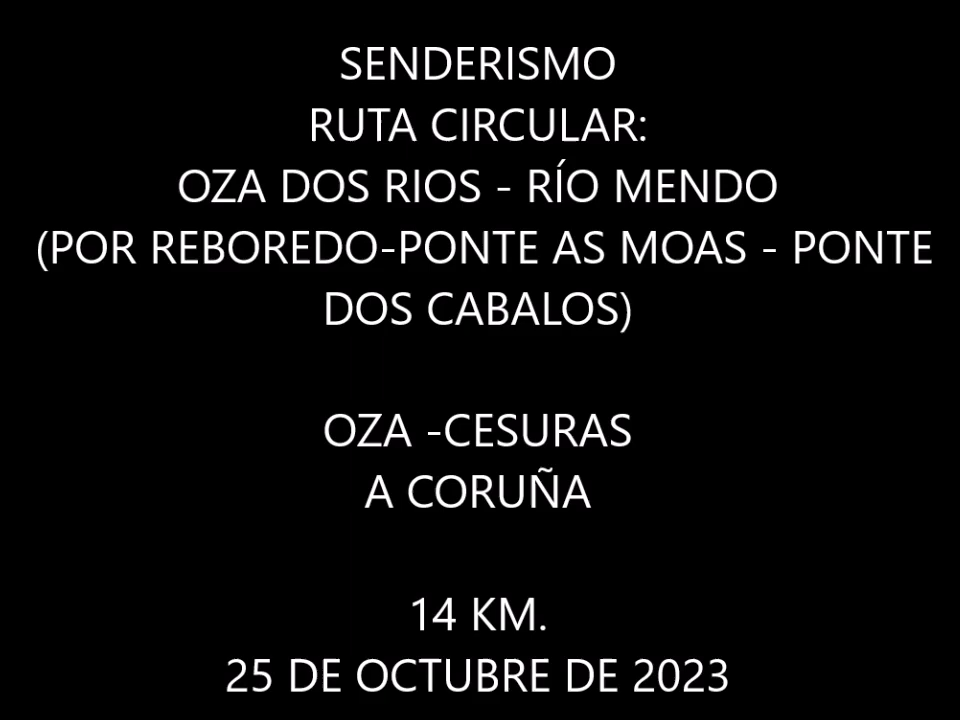 SENDERISMO
RUTA CIRCULAR:
OZA DOS RIOS - RÍO MENDO
(POR REBOREDO-PONTE AS MOAS - PONTE
DOS CABALOS)
OZA -CESURAS
A CORUÑA
14 KM.
25 DE OCTUBRE DE 2023